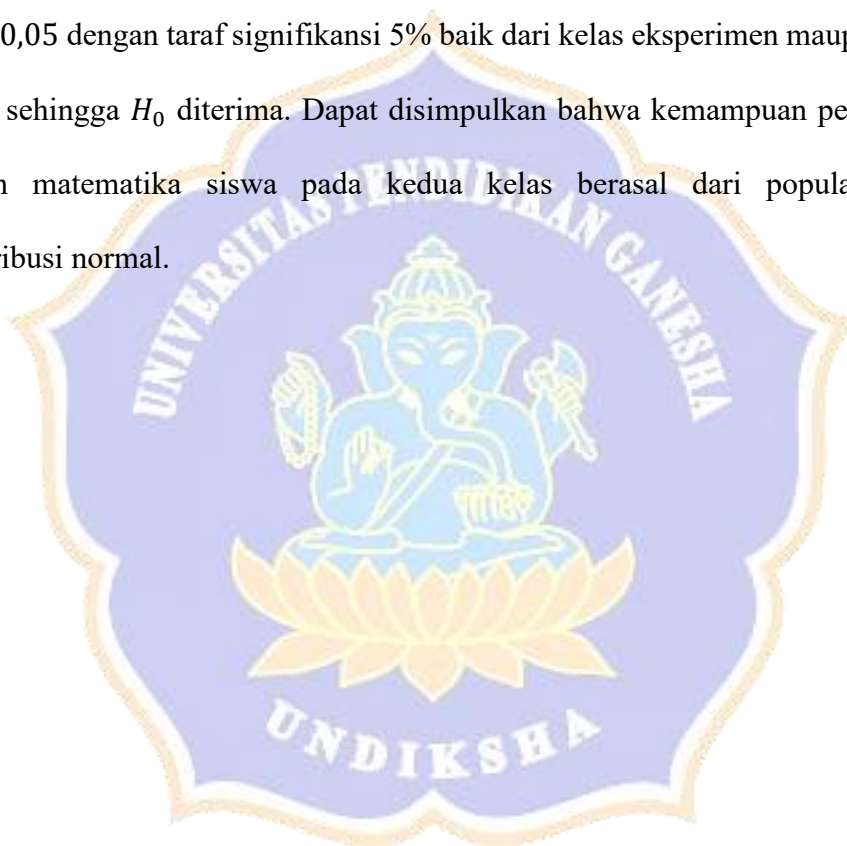 0,05 dengan taraf signifikansi 5% baik dari kelas eksperimen maup
sehingga H₀ diterima. Dapat disimpulkan bahwa kemampuan pe
matematika siswa pada kedua kelas berasal dari popula
ribusi normal.
UNIVERSITAS PENDIDIKAN GANESHA
UNDIKSHA